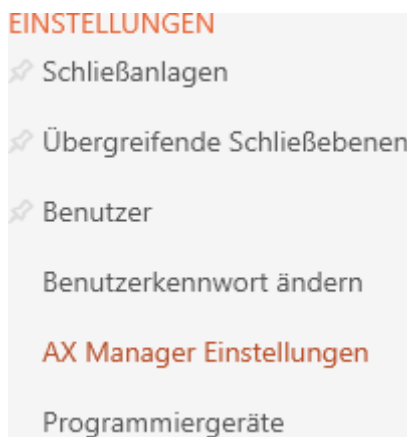 EINSTELLUNGEN
Schließanlagen
Übergreifende Schließebenen
Benutzer
Benutzerkennwort ändern
AX Manager Einstellungen
Programmiergeräte